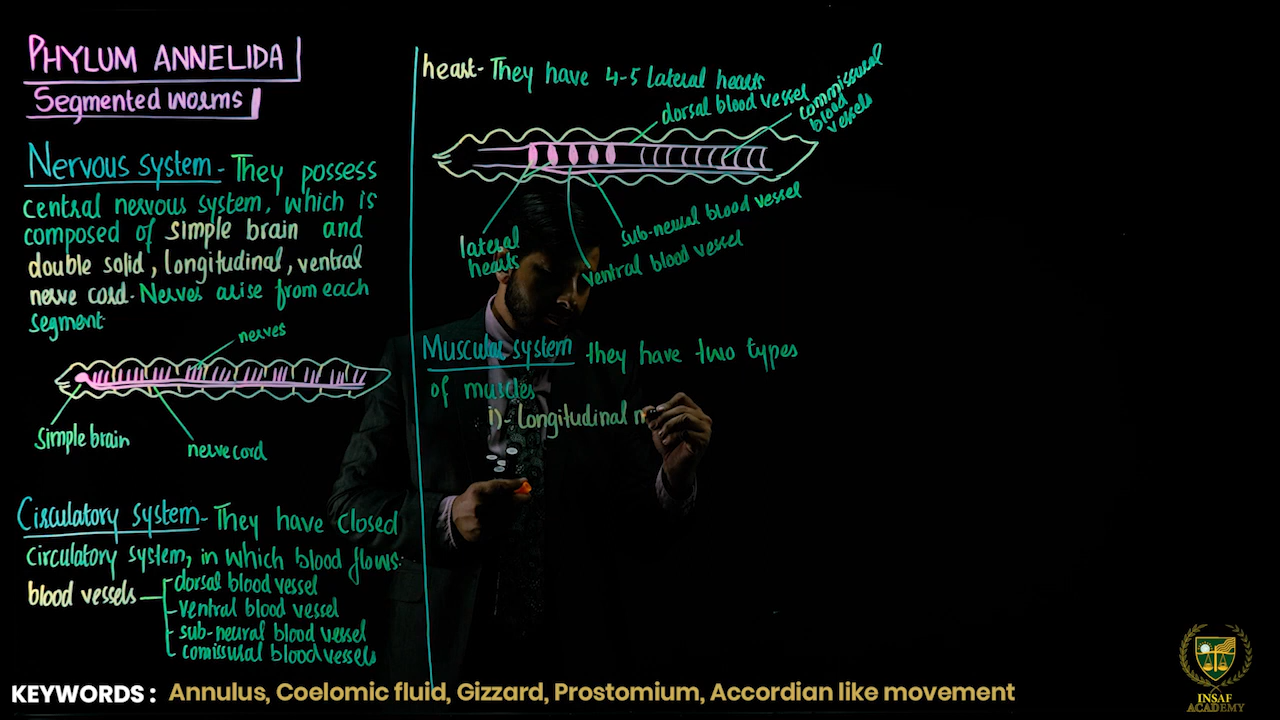 PHYLUM ANNELIDA
Segmented worms
Nervous system - They possess
central nervous system, which is
composed of simple brain and
double solid, longitudinal, ventral
nerve cord. Nerves arise from each
segment
nerves
simple brain
nerve cord
Circulatory system - They have closed
circulatory system, in which blood flows.
blood vessels
dorsal blood vessel
ventral blood vessel
sub-neural blood vessel
comissural blood vessels
heart - They have 4-5 lateral hearts
dorsal blood vessel
commissural
blood
vessels
lateral
hearts
sub-neural blood vessel
ventral blood vessel
Muscular system they have two types
of muscles
i)- Longitudinal m
KEYWORDS : Annulus, Coelomic fluid, Gizzard, Prostomium, Accordian like movement
INSAF
ACADEMY